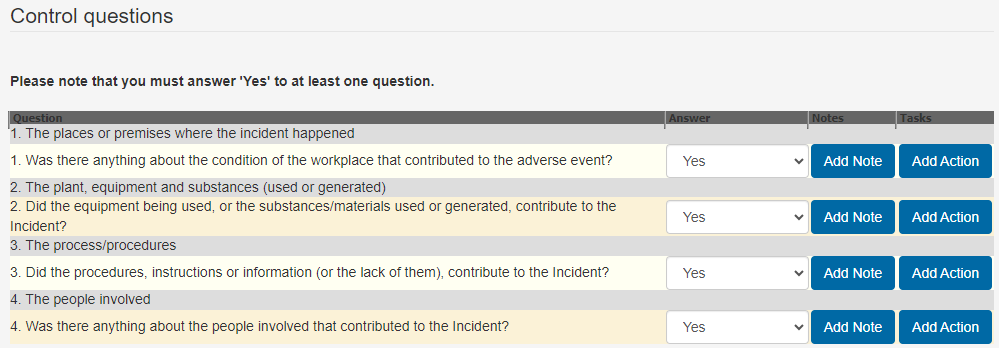 Control questions
Please note that you must answer 'Yes' to at least one question.
Question Answer Notes Tasks
1. The places or premises where the incident happened
1. Was there anything about the condition of the workplace that contributed to the adverse event? Yes Add Note Add Action
2. The plant, equipment and substances (used or generated)
2. Did the equipment being used, or the substances/materials used or generated, contribute to the
Incident? Yes Add Note Add Action
3. The process/procedures
3. Did the procedures, instructions or information (or the lack of them), contribute to the Incident? Yes Add Note Add Action
4. The people involved
4. Was there anything about the people involved that contributed to the Incident? Yes Add Note Add Action